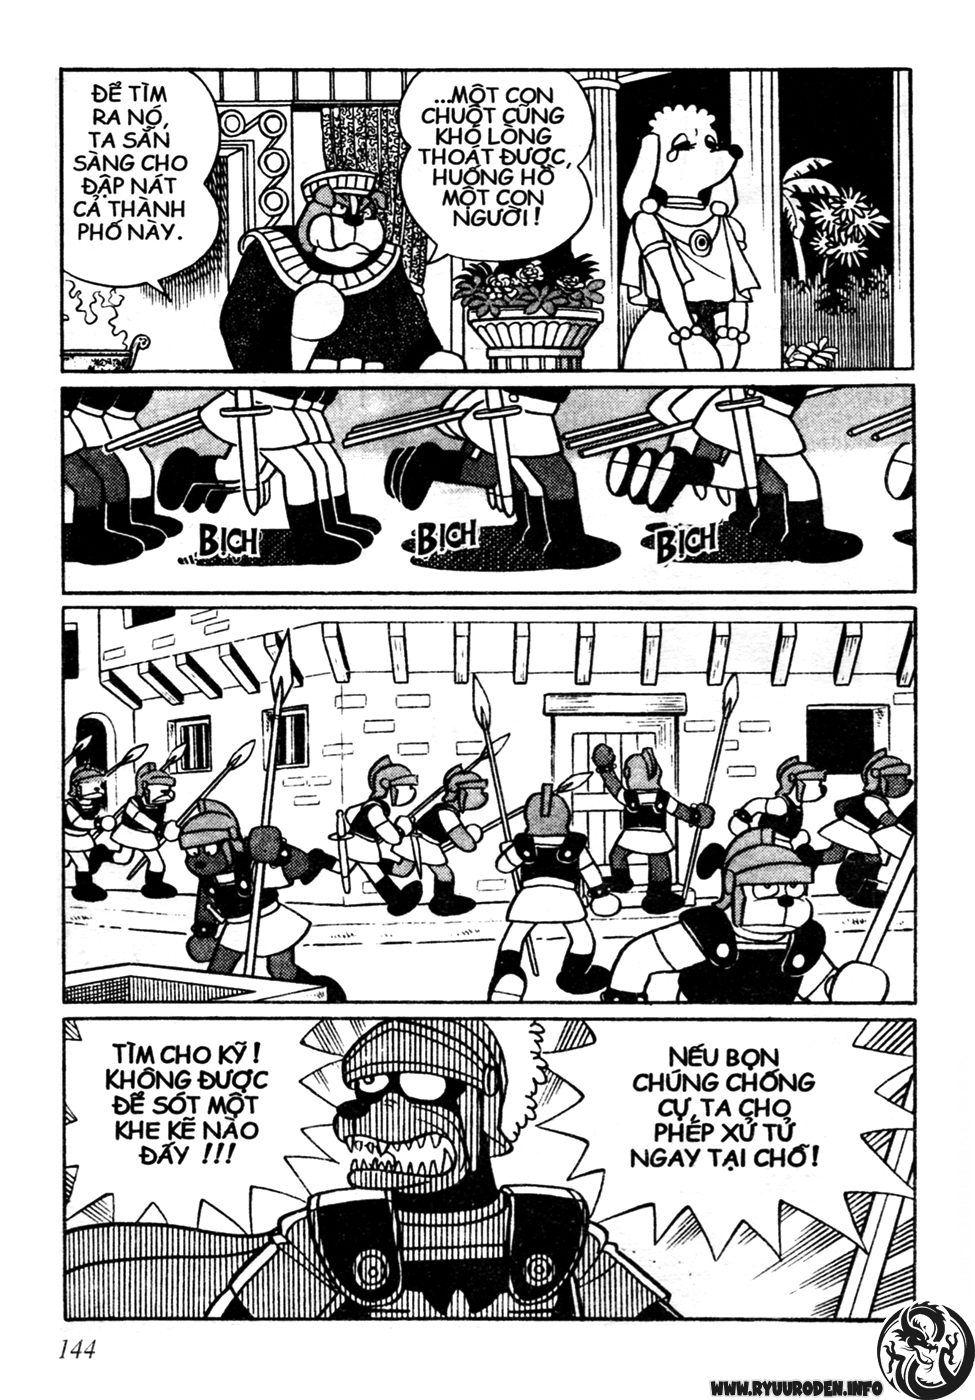 ĐỂ TÌM
RA NÓ,
TA SẴN
SÀNG CHO
ĐẬP NÁT
CẢ THÀNH
PHỐ NÀY.
...MỘT CON
CHUỘT CŨNG
KHÓ LÒNG
THOÁT ĐƯỢC,
HUỐNG HỒ
MỘT CON
NGƯỜI!
BỊCH
BỊCH
BỊCH
TÌM CHO KỸ!
KHÔNG ĐƯỢC
ĐỂ SÓT MỘT
KHE KẼ NÀO
ĐẤY !!!
NẾU BỌN
CHÚNG CHỐNG
CỰ, TA CHO
PHÉP XỬ TỬ
NGAY TẠI CHỖ!
144
WWW.RYUURODEN.INFO